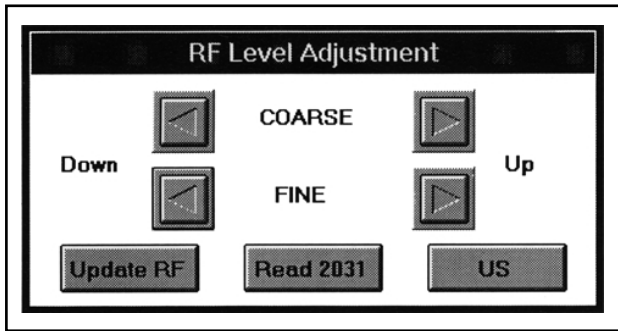 RF Level Adjustment
COARSE
Down Up
FINE
Update RF Read 2031 US